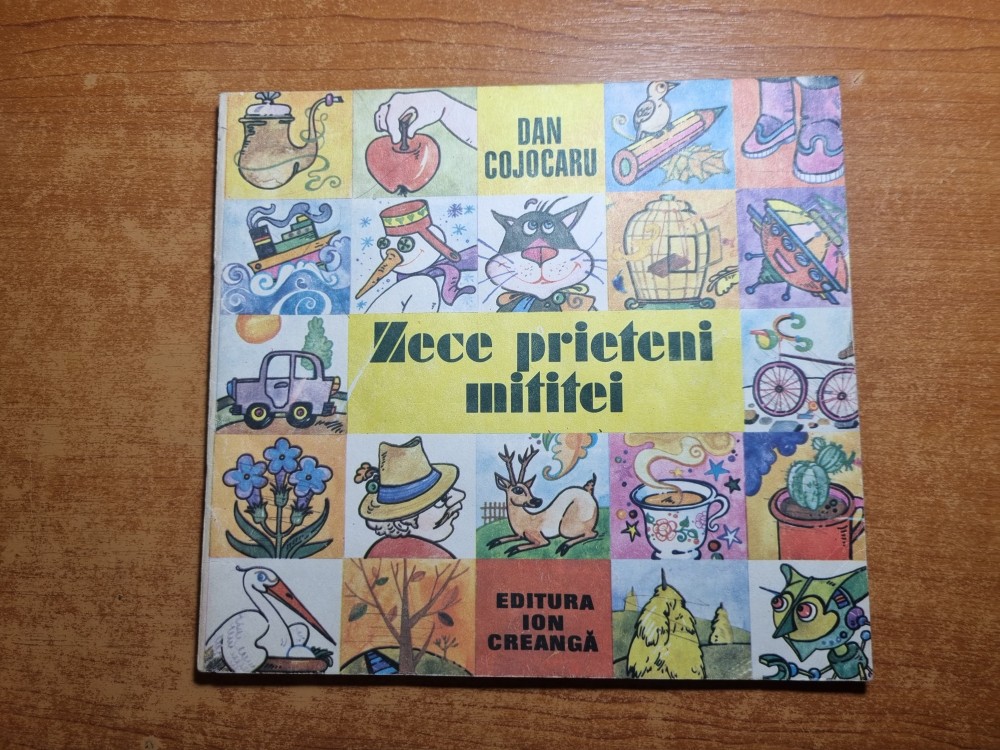 DAN
COJOCARU
Zece prieteni
mititei
EDITURA
ION
CREANGĂ